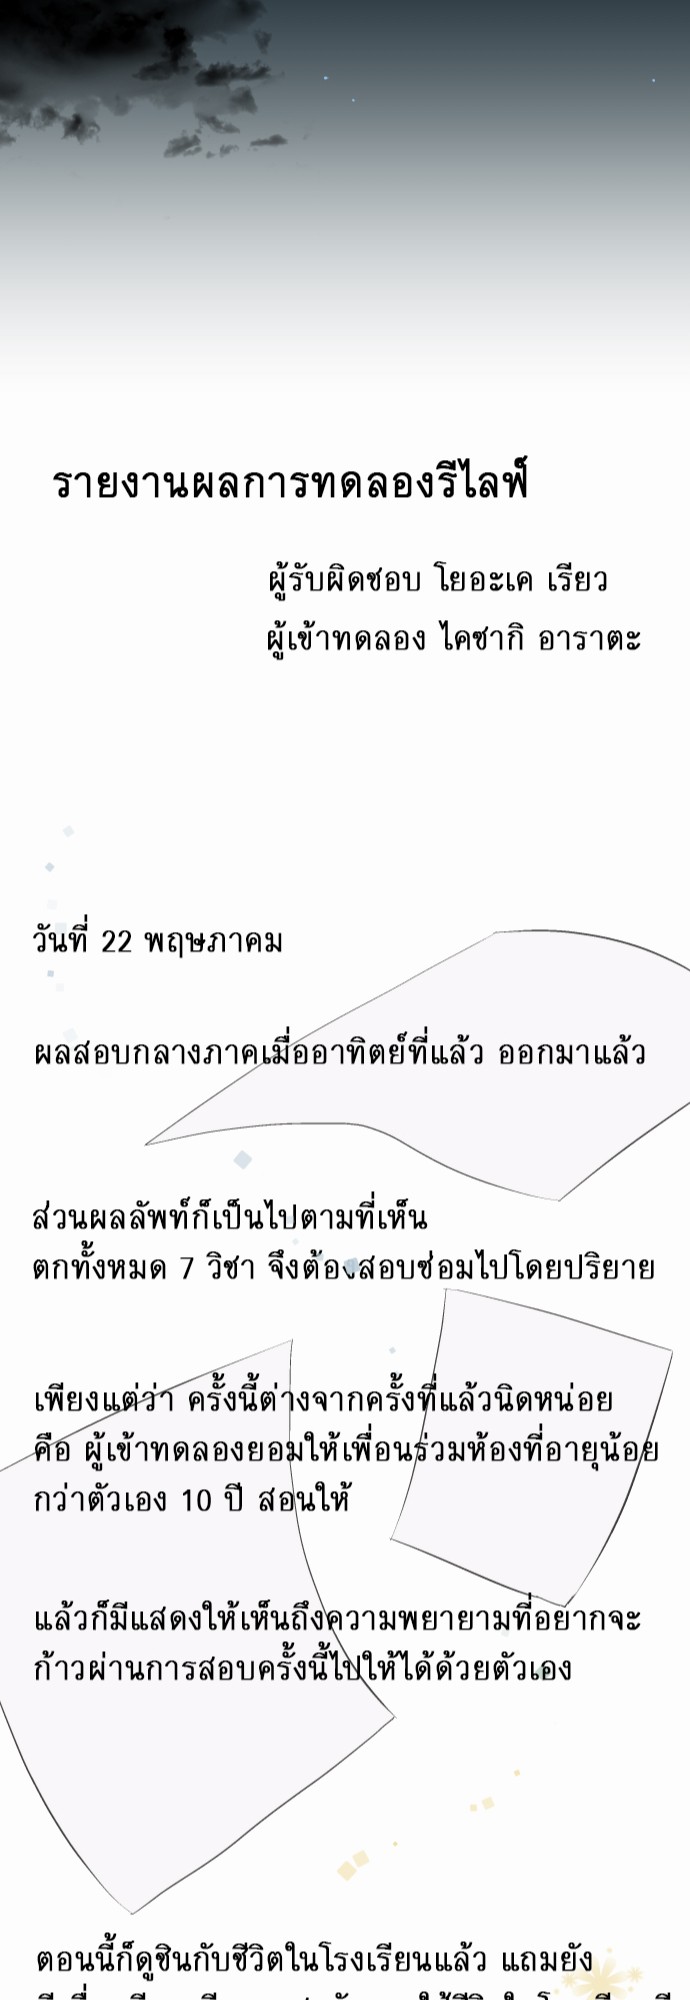 รายงานผลการทดลองรีไลฟ์
ผู้รับผิดชอบ โยอะเค เรียว
ผู้เข้าทดลอง ไคซากิ อาราตะ
วันที่ 22 พฤษภาคม
ผลสอบกลางภาคเมื่ออาทิตย์ที่แล้ว ออกมาแล้ว
ส่วนผลลัพท์ก็เป็นไปตามที่เห็น
ตกทั้งหมด 7 วิชา จึงต้องสอบซ่อมไปโดยปริยาย
เพียงแต่ว่า ครั้งนี้ต่างจากครั้งที่แล้วนิดหน่อย
คือ ผู้เข้าทดลองยอมให้เพื่อนร่วมห้องที่อายุน้อย
กว่าตัวเอง 10 ปี สอนให้
แล้วก็มีแสดงให้เห็นถึงความพยายามที่อยากจะ
ก้าวผ่านการสอบครั้งนี้ไปให้ได้ด้วยตัวเอง
ตอนนี้ก็ดูชินกับชีวิตในโรงเรียนแล้ว แถมยัง